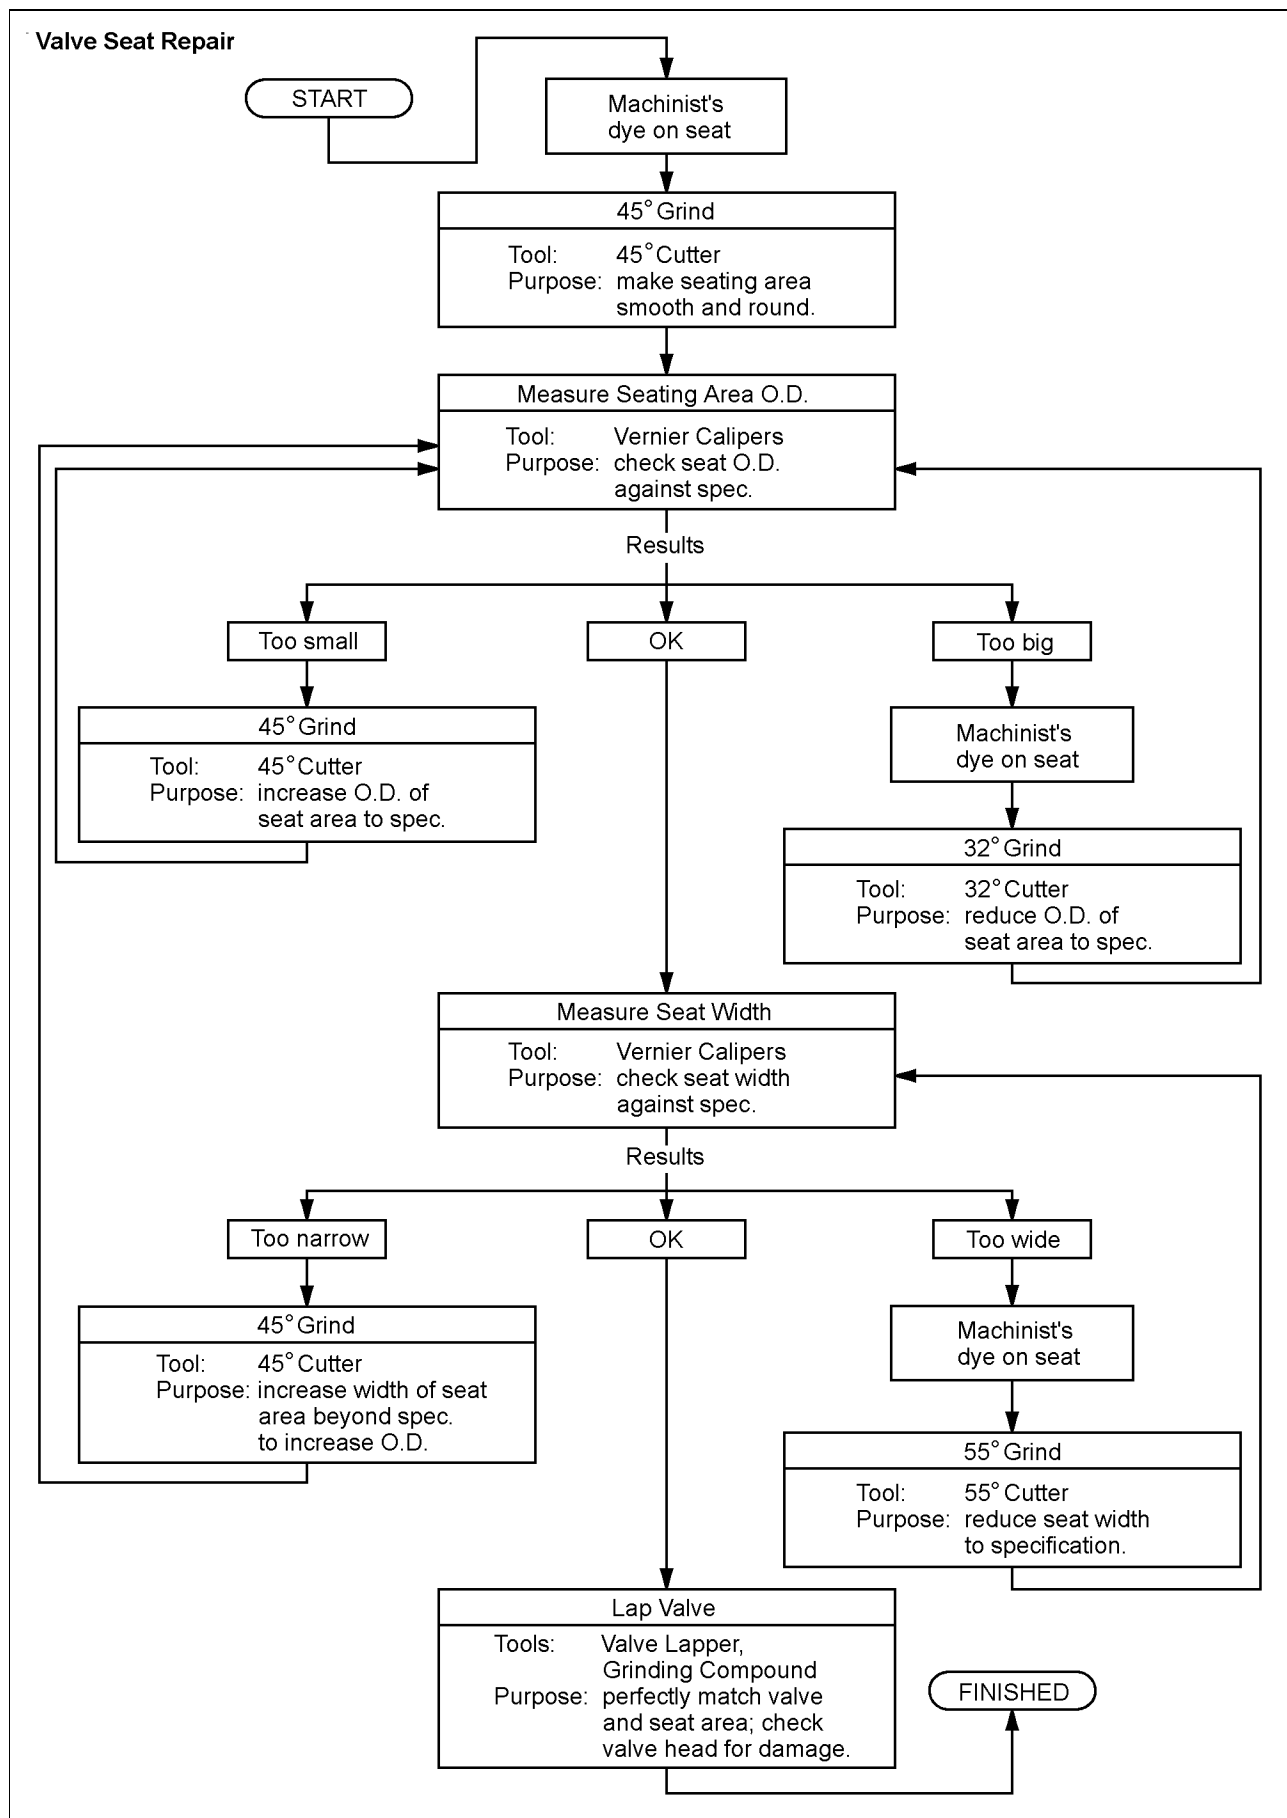 Valve Seat Repair
START
Machinist's
dye on seat
45° Grind
Tool: 45° Cutter
Purpose: make seating area
smooth and round.
Measure Seating Area O.D.
Tool: Vernier Calipers
Purpose: check seat O.D.
against spec.
Results
Too small
OK
Too big
45° Grind
Tool: 45° Cutter
Purpose: increase O.D. of
seat area to spec.
Machinist's
dye on seat
32° Grind
Tool: 32° Cutter
Purpose: reduce O.D. of
seat area to spec.
Measure Seat Width
Tool: Vernier Calipers
Purpose: check seat width
against spec.
Results
Too narrow
OK
Too wide
45° Grind
Tool: 45° Cutter
Purpose: increase width of seat
area beyond spec.
to increase O.D.
Machinist's
dye on seat
55° Grind
Tool: 55° Cutter
Purpose: reduce seat width
to specification.
Lap Valve
Tools: Valve Lapper,
Grinding Compound
Purpose: perfectly match valve
and seat area; check
valve head for damage.
FINISHED